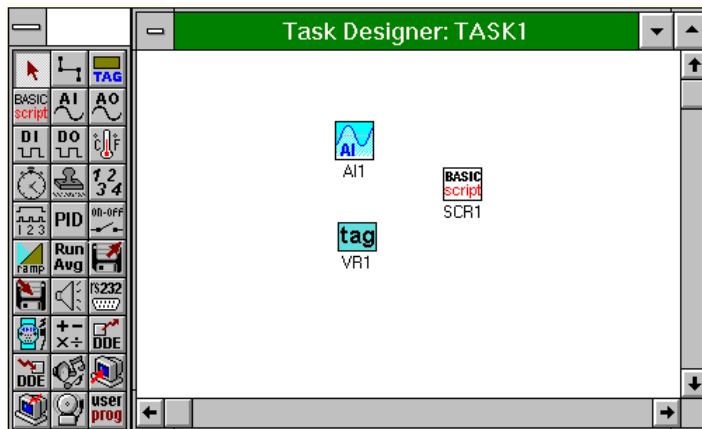 Task Designer: TASK1
TAG
BASIC script AI AO
DI DO °C °F
1 2 3 4
1 2 3 PID on-off
ramp Run Avg
rs232
+ - × ÷ DDE
DDE
user prog
AI
AI1
BASIC
script
SCR1
tag
VR1